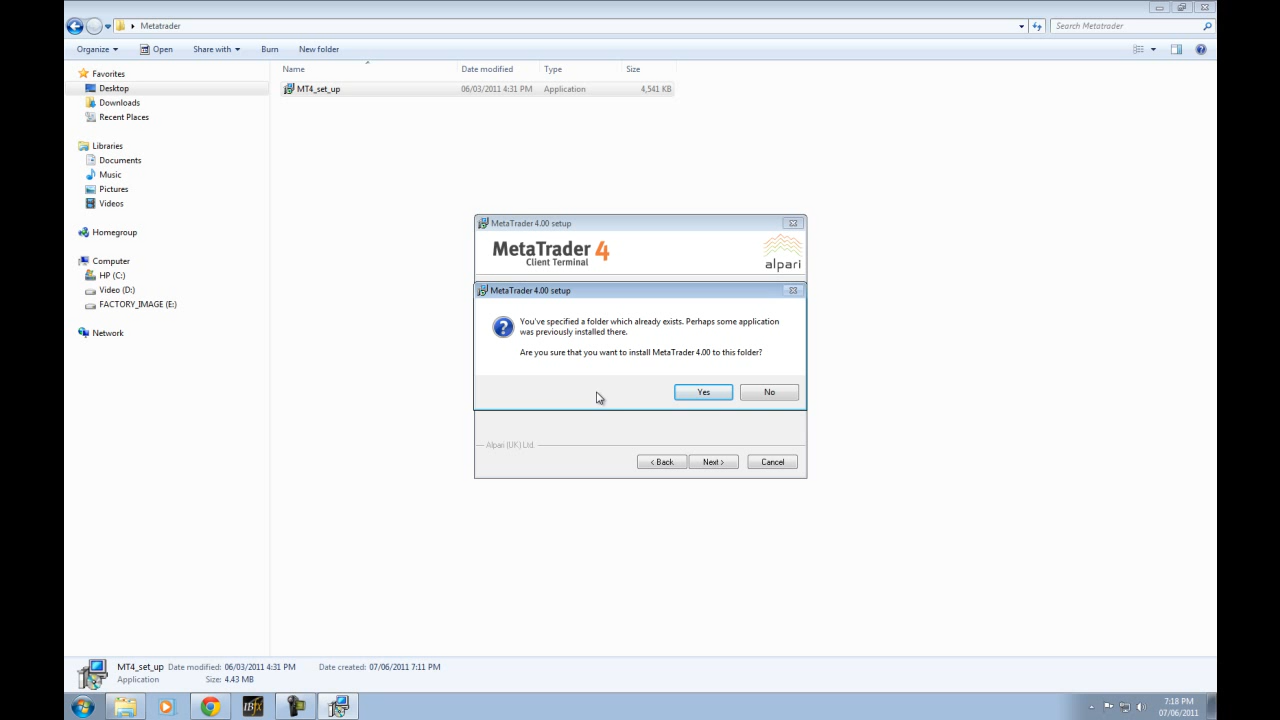 Metatrader
Search Metatrader
Organize
Open
Share with
Burn
New folder
Name
Date modified
Type
Size
MT4_set_up
06/03/2011 4:31 PM
Application
4,541 KB
Favorites
Desktop
Downloads
Recent Places
Libraries
Documents
Music
Pictures
Videos
Homegroup
Computer
HP (C:)
Video (D:)
FACTORY_IMAGE (E:)
Network
MetaTrader 4.00 setup
MetaTrader 4
Client Terminal
alpari
MetaTrader 4.00 setup
You've specified a folder which already exists. Perhaps some application
was previously installed there.
Are you sure that you want to install MetaTrader 4.00 to this folder?
Yes
No
Alpari (UK) Ltd.
< Back
Next >
Cancel
MT4_set_up Date modified: 06/03/2011 4:31 PM Date created: 07/06/2011 7:11 PM
Application Size: 4.43 MB
IBFX
7:18 PM
07/06/2011